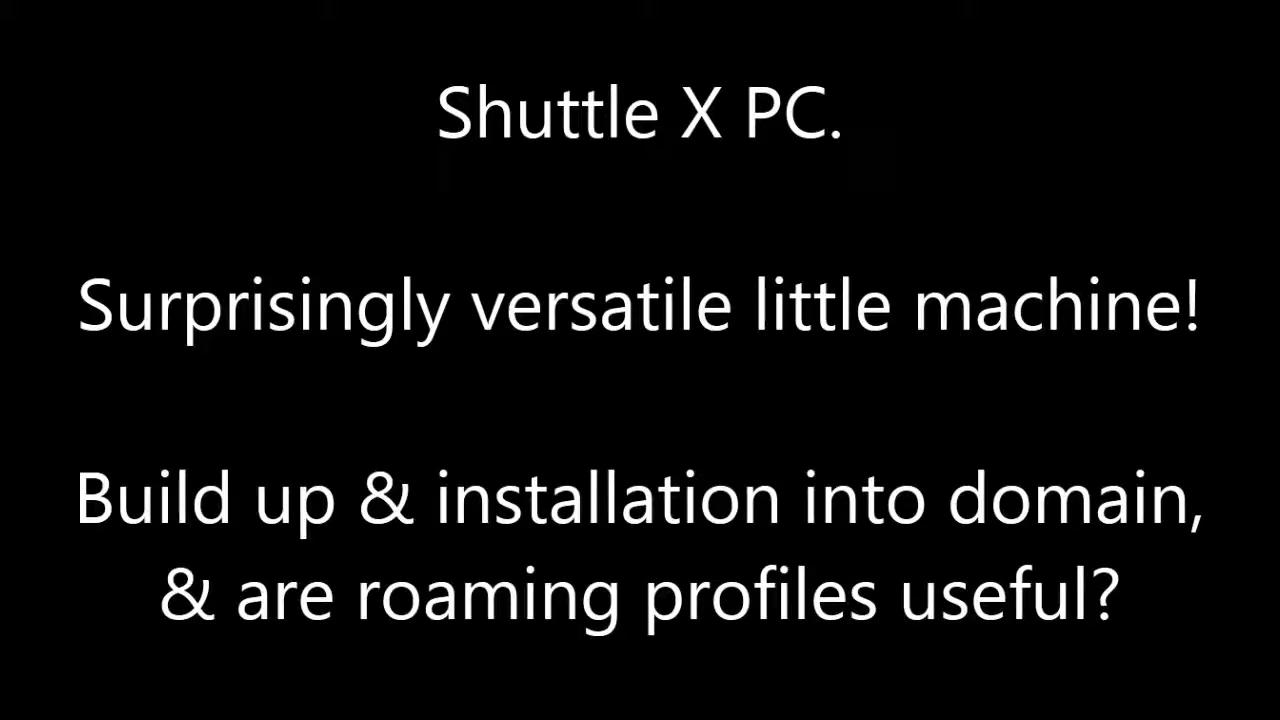 Shuttle X PC.
Surprisingly versatile little machine!
Build up & installation into domain,
& are roaming profiles useful?